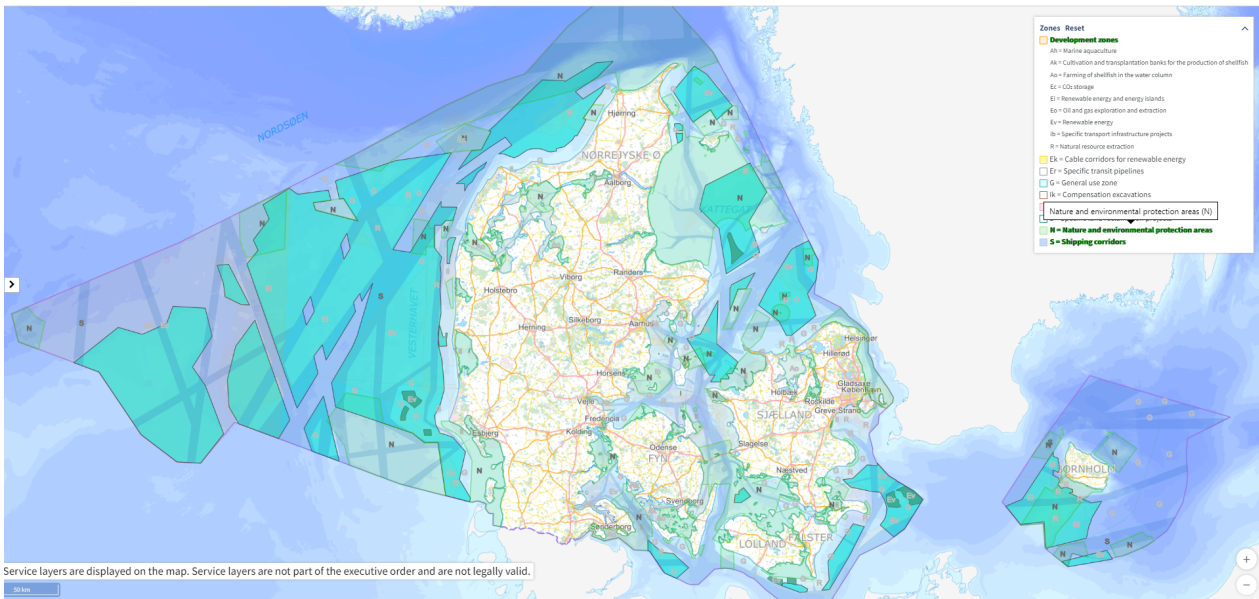 Zones Reset
Development zones
Ah = Marine aquaculture
Ak = Cultivation and transplantation banks for the production of shellfish
Ao = Farming of shellfish in the water column
Ec = CO₂ storage
Ei = Renewable energy and energy islands
Eo = Oil and gas exploration and extraction
Ev = Renewable energy
Ib = Specific transport infrastructure projects
R = Natural resource extraction
Ek = Cable corridors for renewable energy
Er = Specific transit pipelines
G = General use zone
Ik = Compensation excavations
Nature and environmental protection areas (N)
N = Nature and environmental protection areas
S = Shipping corridors
NORDSØEN
VESTERHAVET
KATTEGAT
NØRREJYSKE Ø
Hjørring
Aalborg
Viborg
Randers
Holstebro
Herning
Silkeborg
Aarhus
Horsens
Vejle
Fredericia
Kolding
Esbjerg
Odense
FYN
Svendborg
Sønderborg
Helsingør
Hillerød
Gladsaxe
København
Roskilde
Greve Strand
Holbæk
SJÆLLAND
Slagelse
Næstved
LOLLAND
FALSTER
BORNHOLM
N
N
N
N
N
S
S
N
N
N
N
Ev
N
N
N
N
N
N
N
N
N
Ev
Ev
N
N
N
S
N
Service layers are displayed on the map. Service layers are not part of the executive order and are not legally valid.
50 km